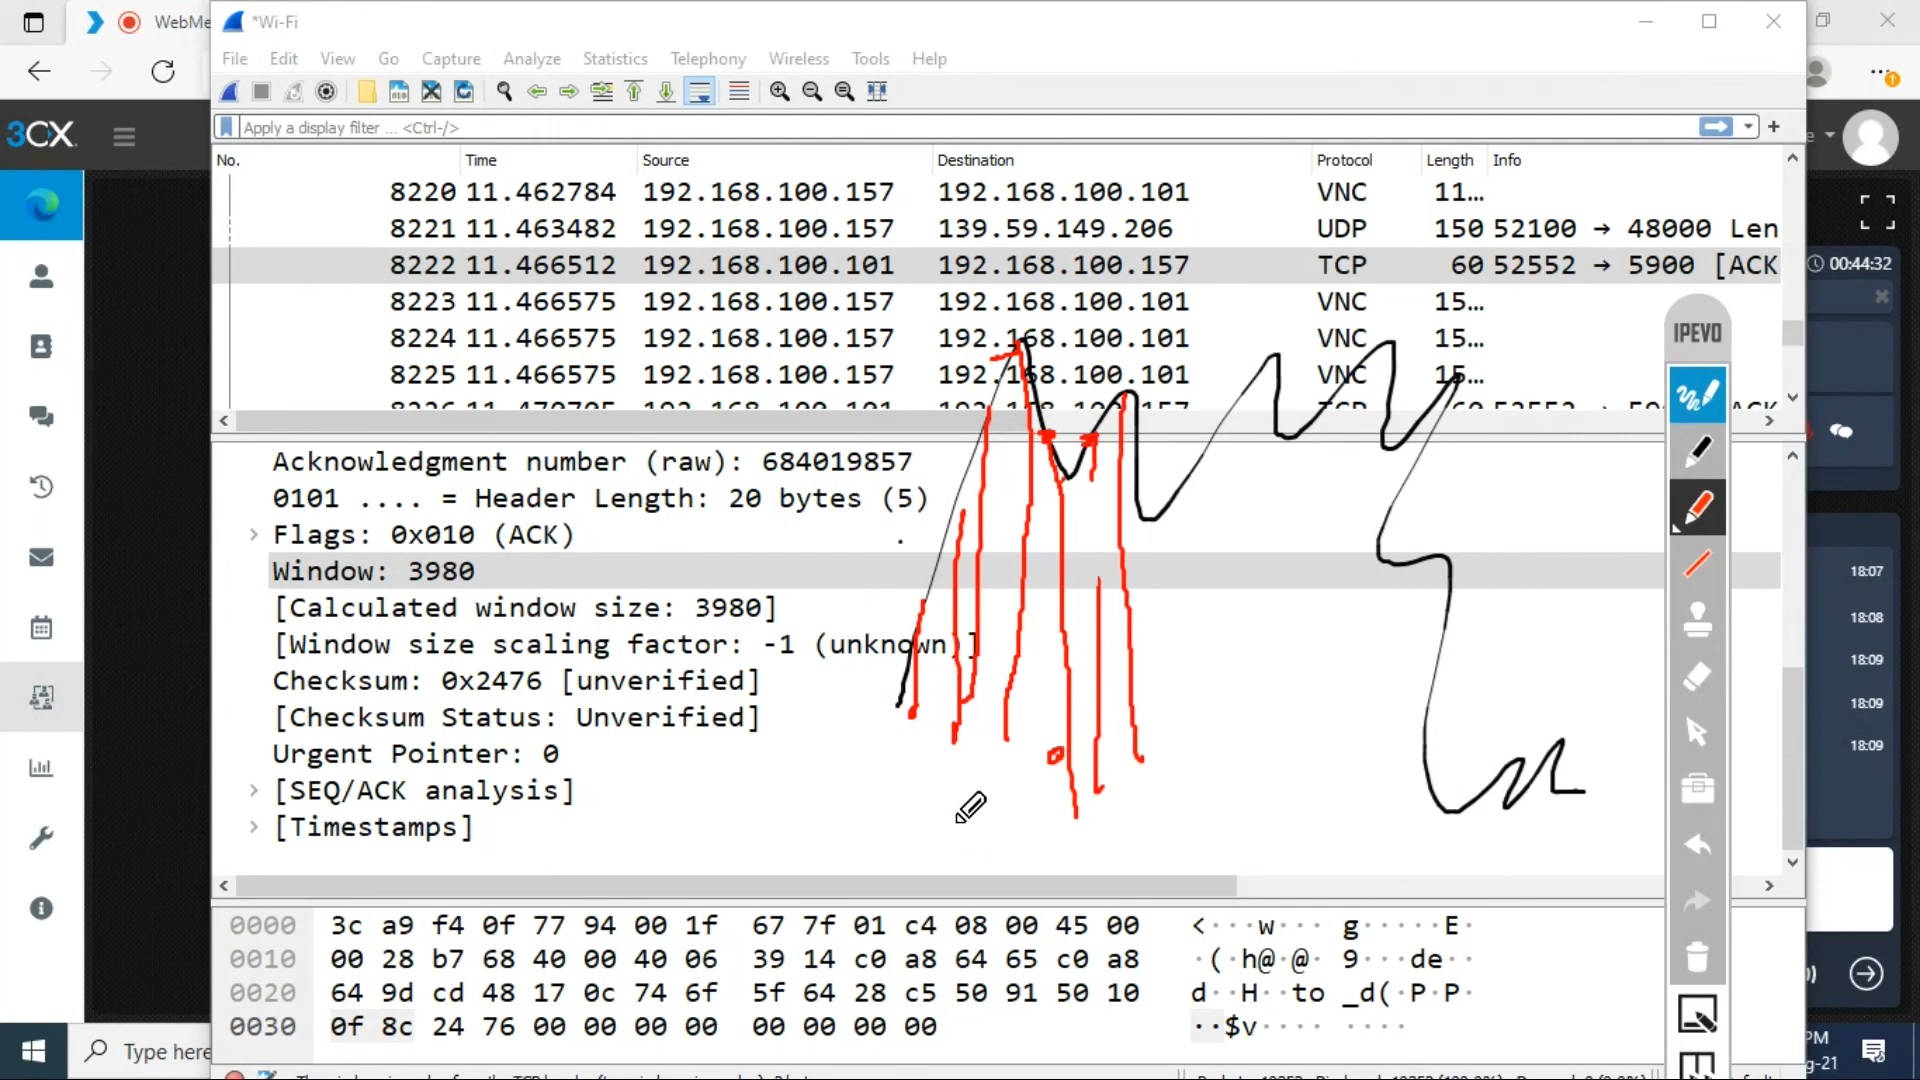 WebMe
*Wi-Fi
File Edit View Go Capture Analyze Statistics Telephony Wireless Tools Help
Apply a display filter ... <Ctrl-/>
3CX
No. Time Source Destination Protocol Length Info
8220 11.462784 192.168.100.157 192.168.100.101 VNC 11…
8221 11.463482 192.168.100.157 139.59.149.206 UDP 150 52100 → 48000 Len
8222 11.466512 192.168.100.101 192.168.100.157 TCP 60 52552 → 5900 [ACK
8223 11.466575 192.168.100.157 192.168.100.101 VNC 15…
8224 11.466575 192.168.100.157 192.168.100.101 VNC 15…
8225 11.466575 192.168.100.157 192.168.100.101 VNC 15…
00:44:32
IPEVO
Acknowledgment number (raw): 684019857
0101 .... = Header Length: 20 bytes (5)
Flags: 0x010 (ACK)
Window: 3980
[Calculated window size: 3980]
[Window size scaling factor: -1 (unknown)]
Checksum: 0x2476 [unverified]
[Checksum Status: Unverified]
Urgent Pointer: 0
[SEQ/ACK analysis]
[Timestamps]
18:07
18:08
18:09
18:09
18:09
0000 3c a9 f4 0f 77 94 00 1f 67 7f 01 c4 08 00 45 00 <···w··· g·····E·
0010 00 28 b7 68 40 00 40 06 39 14 c0 a8 64 65 c0 a8 ·(·h@·@· 9···de··
0020 64 9d cd 48 17 0c 74 6f 5f 64 28 c5 50 91 50 10 d··H··to _d(·P·P·
0030 0f 8c 24 76 00 00 00 00 00 00 00 00 ··$v···· ····
Type here
PM
g-21